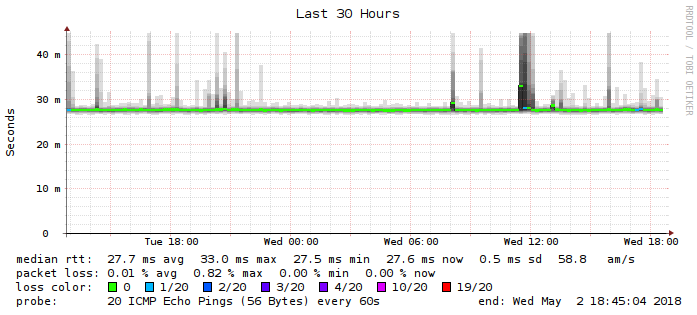 Last 30 Hours
RRDTOOL / TOBI OETIKER
Seconds
40 m
30 m
20 m
10 m
0
Tue 18:00 Wed 00:00 Wed 06:00 Wed 12:00 Wed 18:00
median rtt: 27.7 ms avg 33.0 ms max 27.5 ms min 27.6 ms now 0.5 ms sd 58.8 am/s
packet loss: 0.01 % avg 0.82 % max 0.00 % min 0.00 % now
loss color: 0 1/20 2/20 3/20 4/20 10/20 19/20
probe: 20 ICMP Echo Pings (56 Bytes) every 60s end: Wed May 2 18:45:04 2018